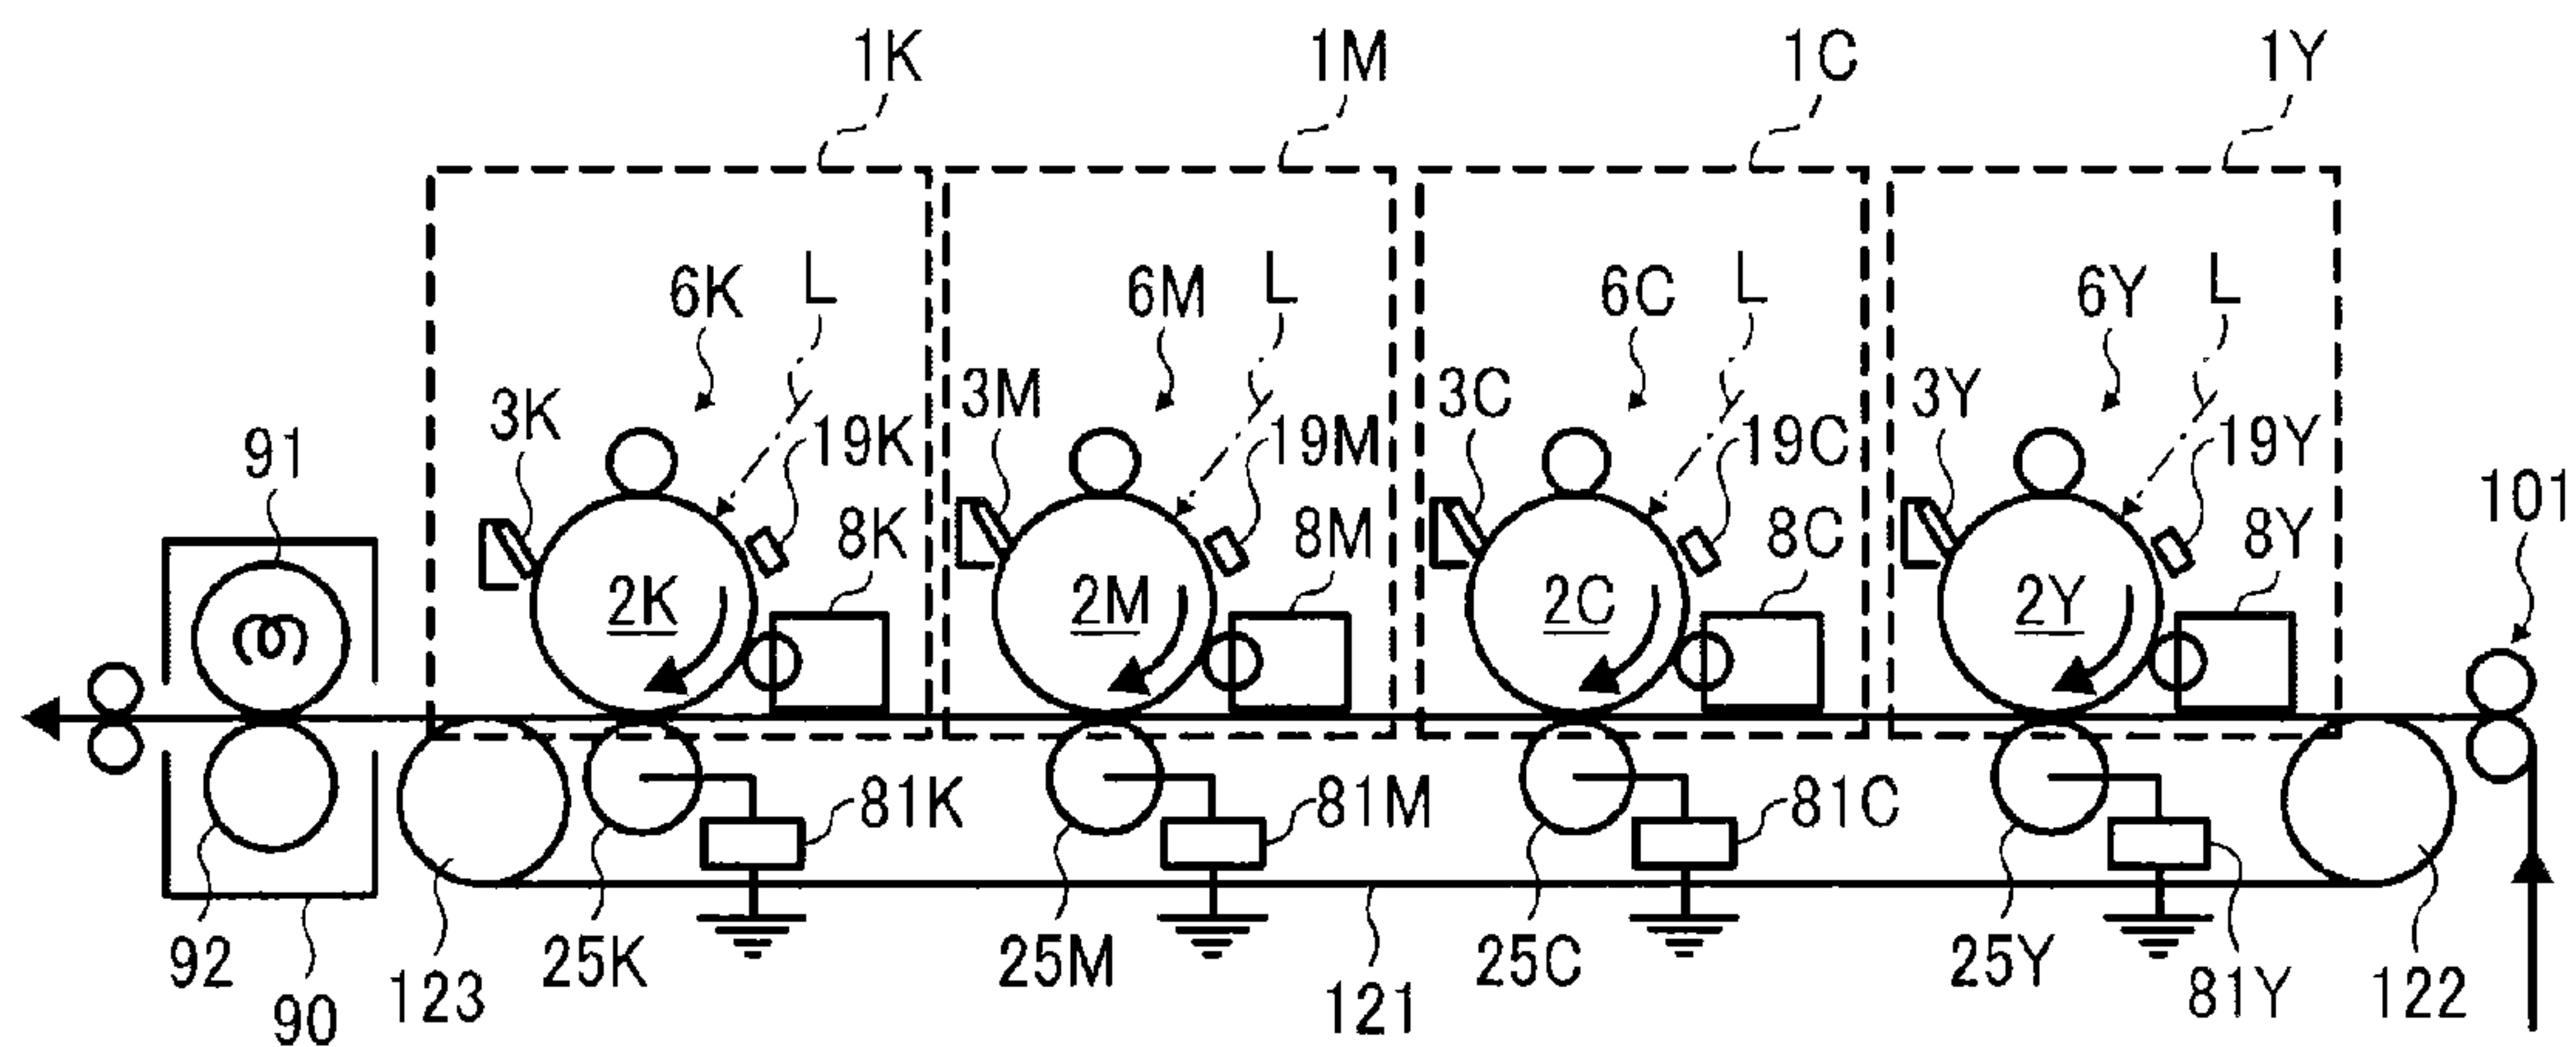 1K 1M 1C 1Y
6K L 6M L 6C L 6Y L
3K 3M 3C 3Y
91 19K 19M 19C 19Y 101
8K 8M 8C 8Y
2K 2M 2C 2Y
81K 81M 81C
92 25K 25M 25C 25Y
123 90 121 81Y 122